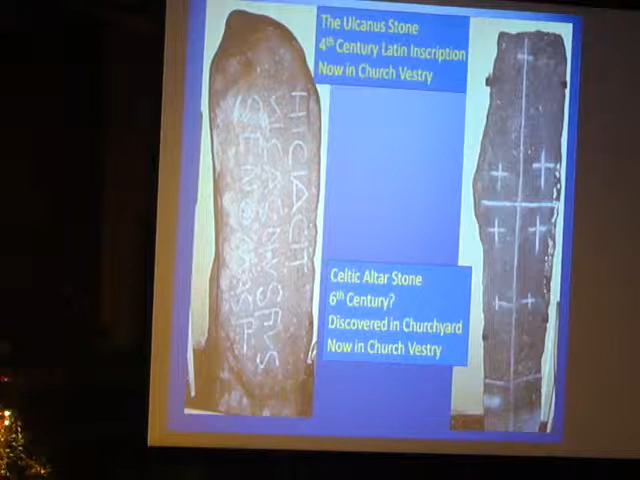 The Ulcanus Stone
4th Century Latin Inscription
Now in Church Vestry
HICIACIT
Celtic Altar Stone
6th Century?
Discovered in Churchyard
Now in Church Vestry